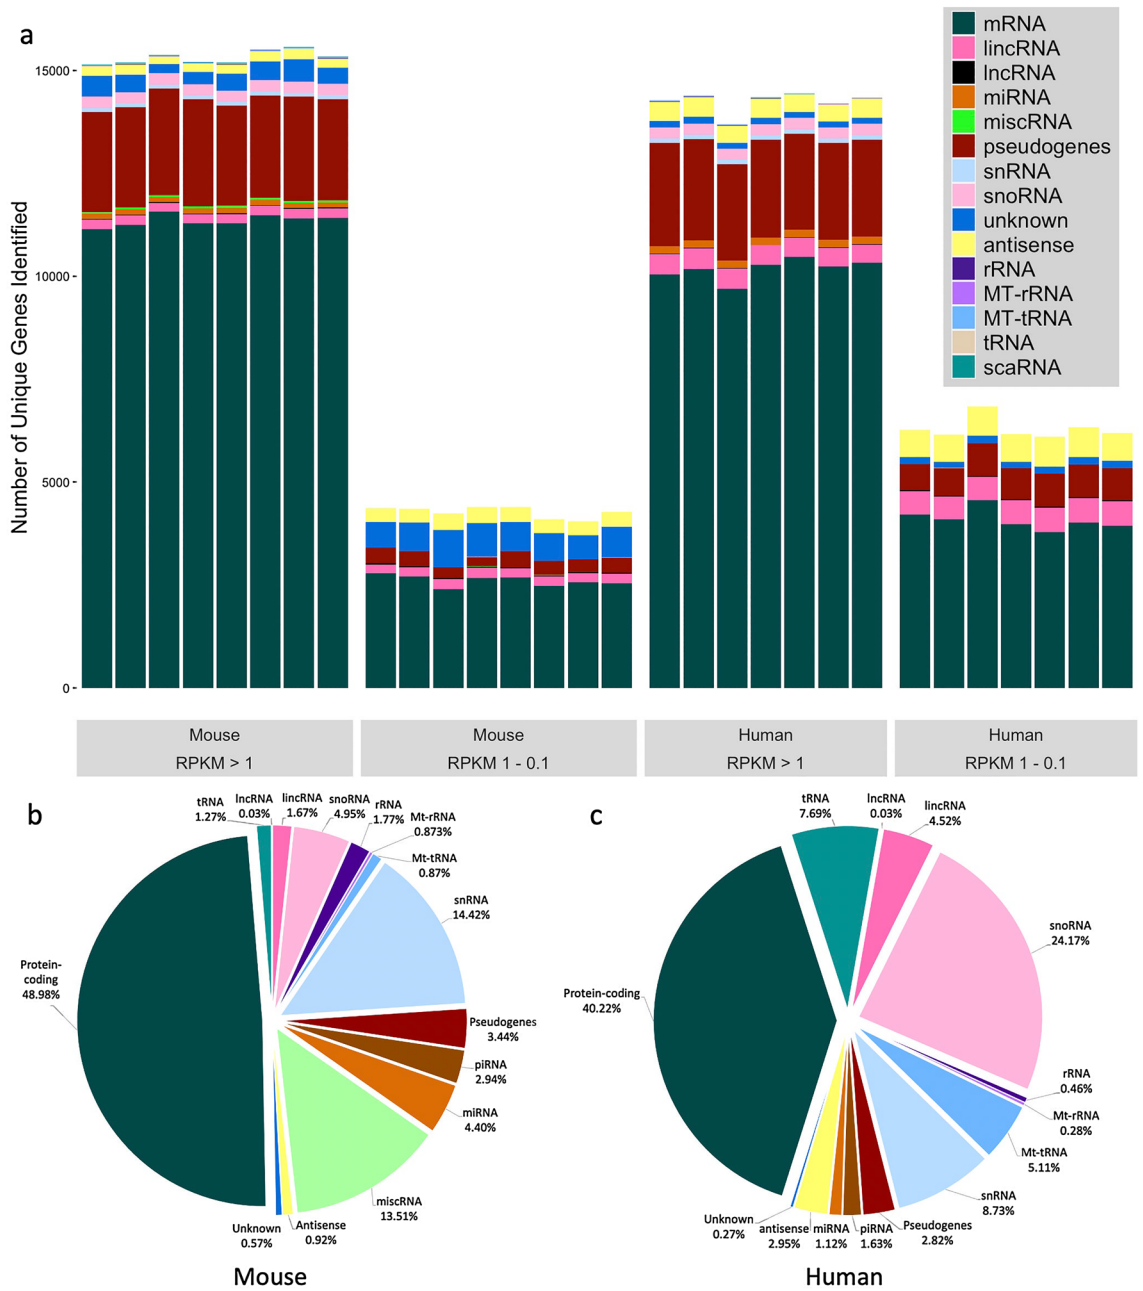 a
Number of Unique Genes Identified
15000
10000
5000
0
mRNA
lincRNA
lncRNA
miRNA
miscRNA
pseudogenes
snRNA
snoRNA
unknown
antisense
rRNA
MT-rRNA
MT-tRNA
tRNA
scaRNA
Mouse
RPKM > 1
Mouse
RPKM 1 - 0.1
Human
RPKM > 1
Human
RPKM 1 - 0.1
b
tRNA
1.27%
lncRNA
0.03%
lincRNA
1.67%
snoRNA
4.95%
rRNA
1.77%
Mt-rRNA
0.873%
Mt-tRNA
0.87%
snRNA
14.42%
Pseudogenes
3.44%
piRNA
2.94%
miRNA
4.40%
miscRNA
13.51%
Antisense
0.92%
Unknown
0.57%
Protein-
coding
48.98%
Mouse
c
tRNA
7.69%
lncRNA
0.03%
lincRNA
4.52%
snoRNA
24.17%
rRNA
0.46%
Mt-rRNA
0.28%
Mt-tRNA
5.11%
snRNA
8.73%
Pseudogenes
2.82%
piRNA
1.63%
miRNA
1.12%
antisense
2.95%
Unknown
0.27%
Protein-coding
40.22%
Human